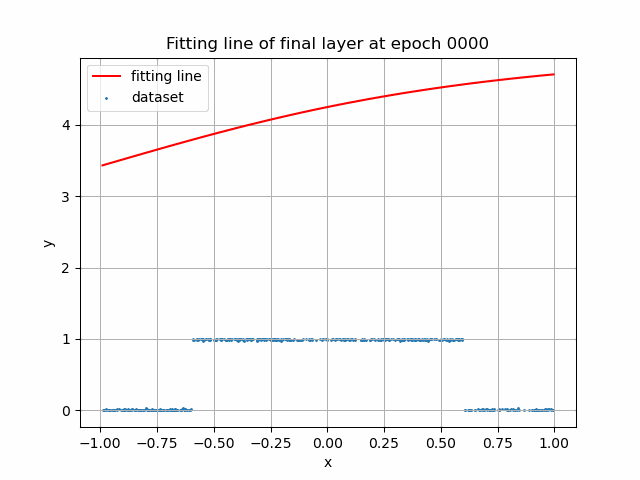 Fitting line of final layer at epoch 0000
fitting line
dataset
4
3
2
1
0
y
−1.00 −0.75 −0.50 −0.25 0.00 0.25 0.50 0.75 1.00
x